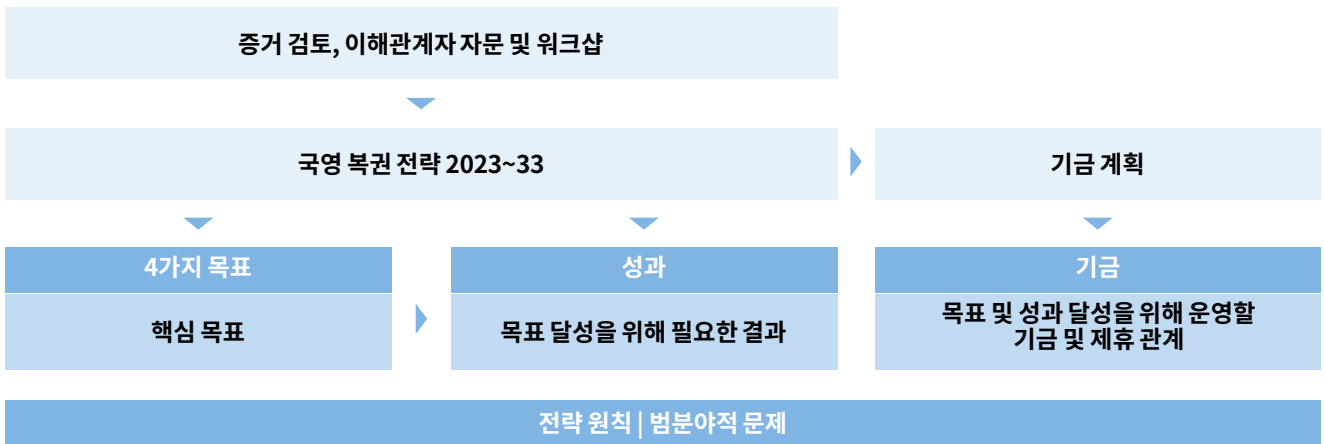 증거 검토, 이해관계자 자문 및 워크샵
국영 복권 전략 2023~33
기금 계획
4가지 목표
핵심 목표
성과
목표 달성을 위해 필요한 결과
기금
목표 및 성과 달성을 위해 운영할
기금 및 제휴 관계
전략 원칙 | 범분야적 문제